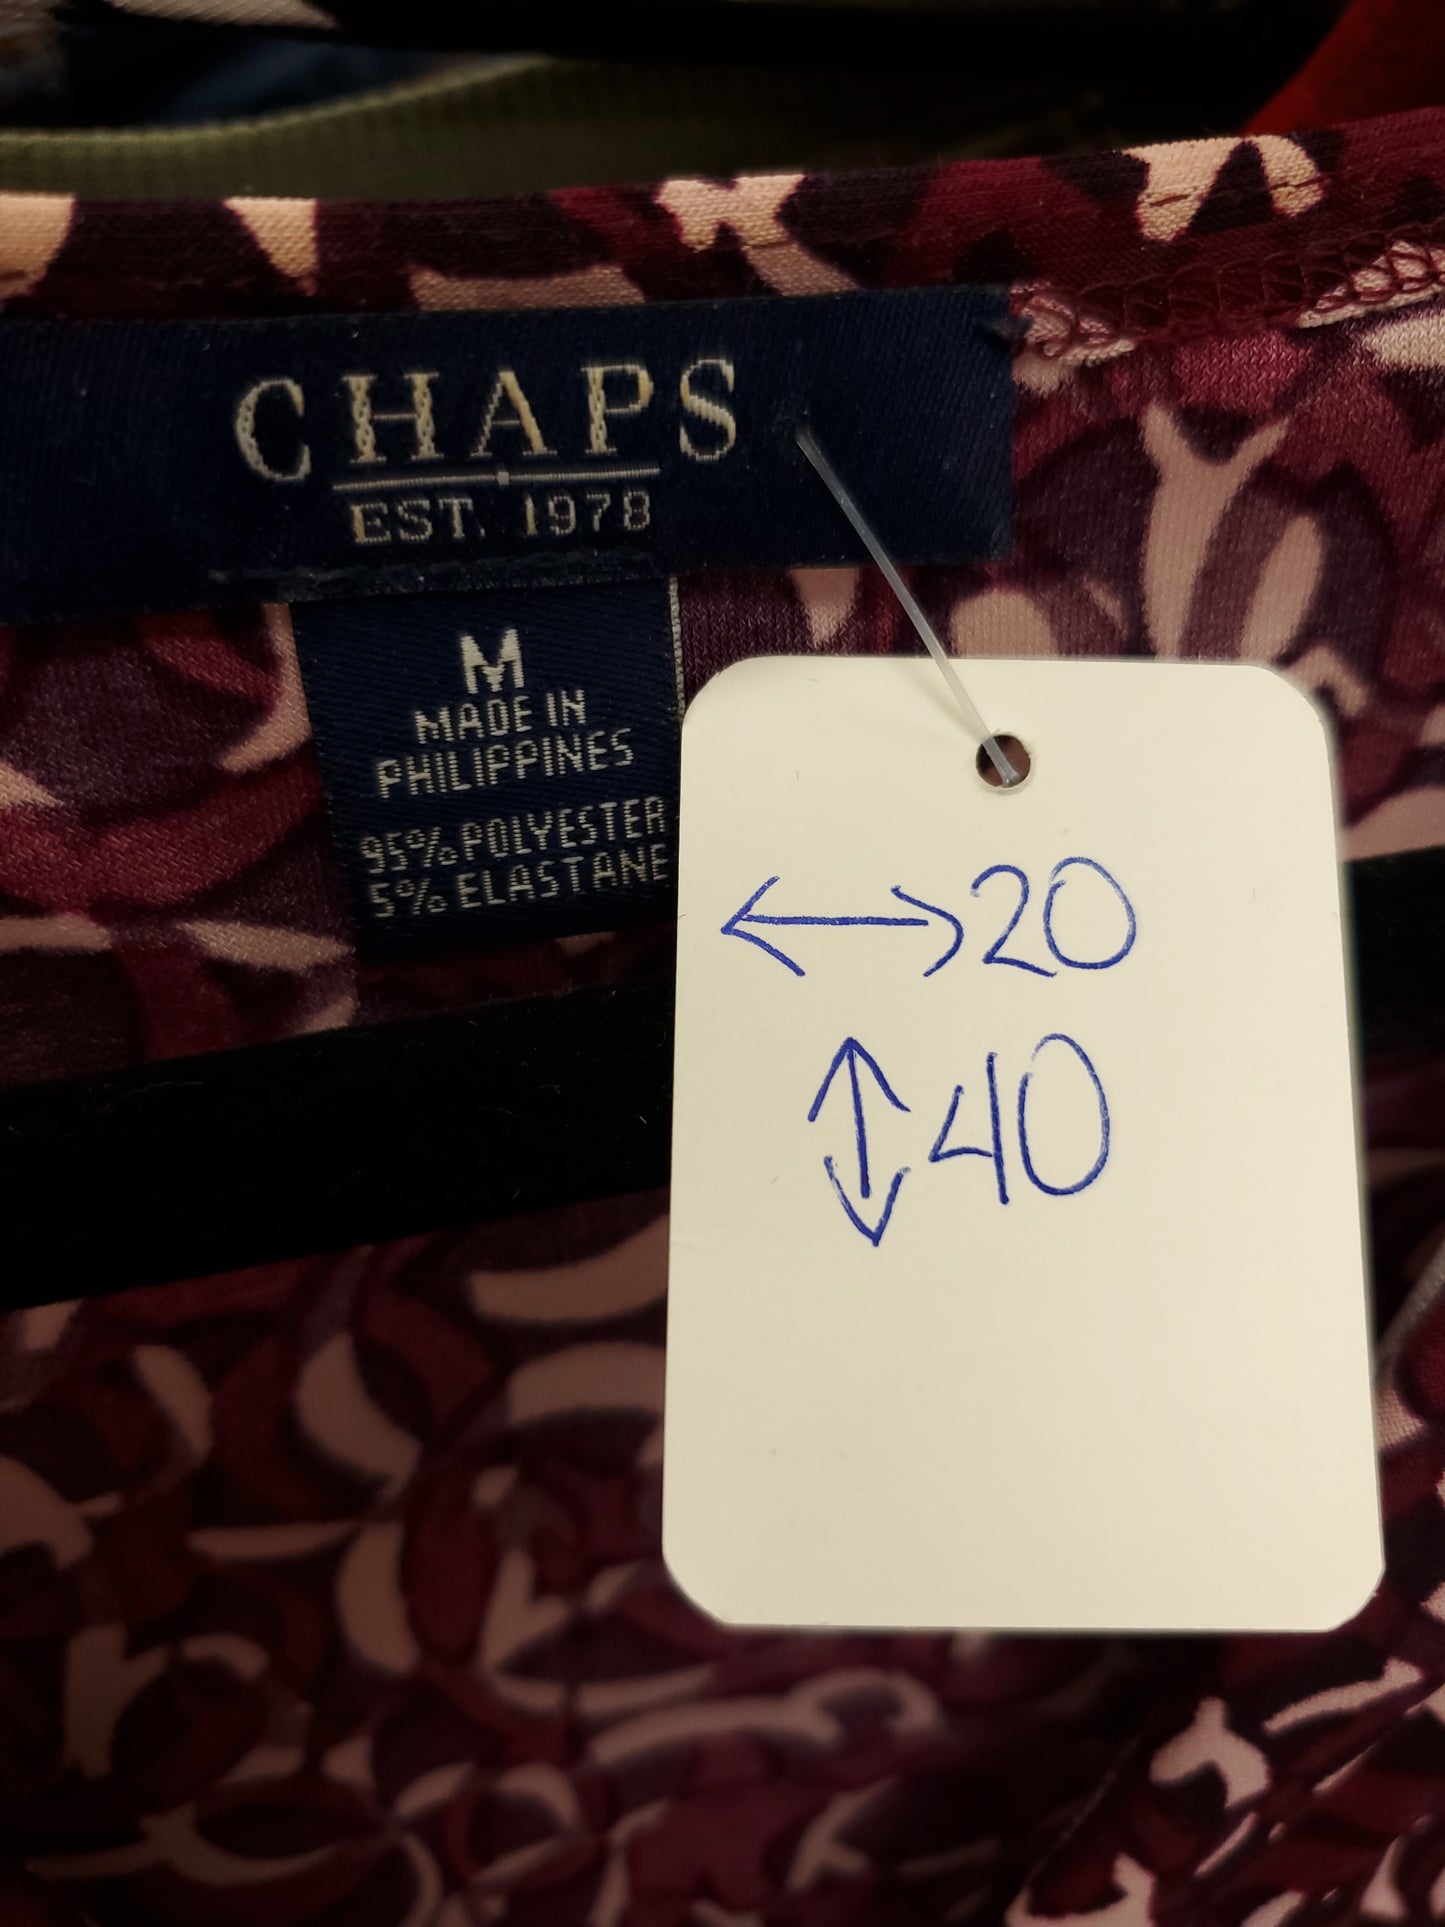 CHAPS
EST. 1978
M
MADE IN
PHILIPPINES
95% POLYESTER
5% ELASTANE
↔ 20
↕ 40